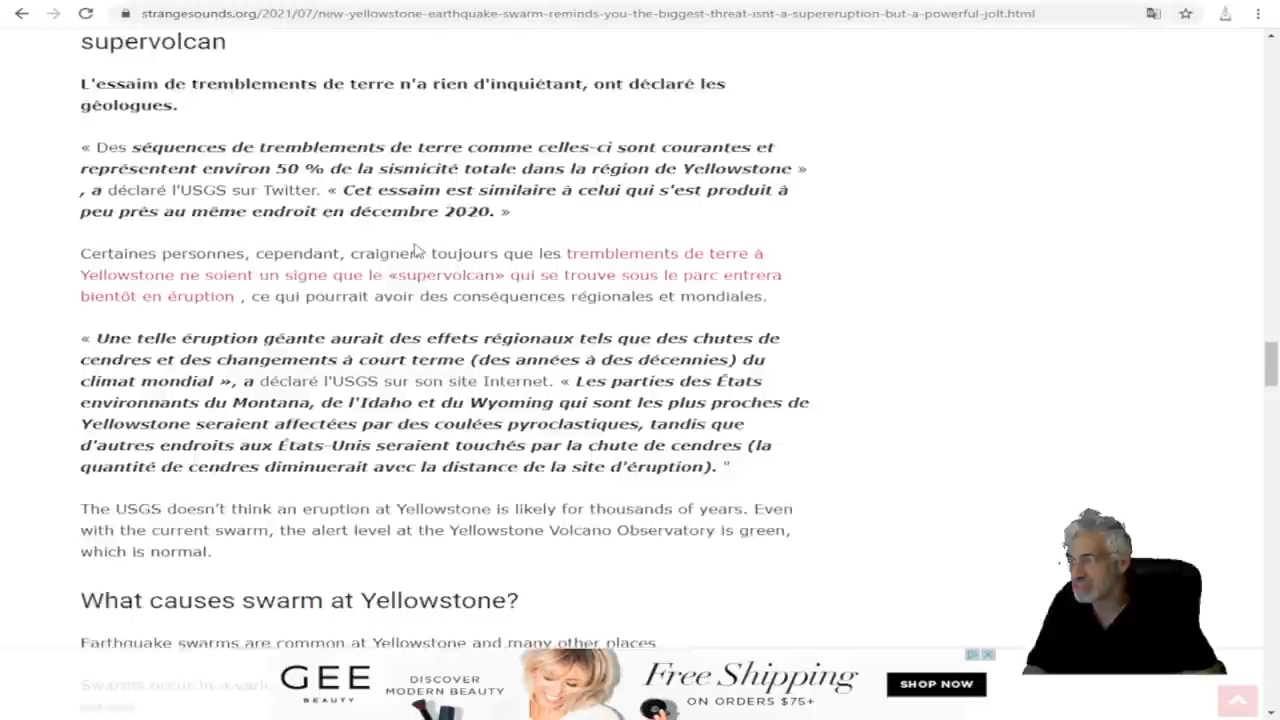 strangesounds.org/2021/07/new-yellowstone-earthquake-swarm-reminds-you-the-biggest-threat-isnt-a-supereruption-but-a-powerful-jolt.html
supervolcan
L'essaim de tremblements de terre n'a rien d'inquiétant, ont déclaré les
géologues.
« Des séquences de tremblements de terre comme celles-ci sont courantes et
représentent environ 50 % de la sismicité totale dans la région de Yellowstone »
, a déclaré l'USGS sur Twitter. « Cet essaim est similaire à celui qui s'est produit à
peu près au même endroit en décembre 2020. »
Certaines personnes, cependant, craignent toujours que les tremblements de terre à
Yellowstone ne soient un signe que le «supervolcan» qui se trouve sous le parc entrera
bientôt en éruption , ce qui pourrait avoir des conséquences régionales et mondiales.
« Une telle éruption géante aurait des effets régionaux tels que des chutes de
cendres et des changements à court terme (des années à des décennies) du
climat mondial », a déclaré l'USGS sur son site Internet. « Les parties des États
environnants du Montana, de l'Idaho et du Wyoming qui sont les plus proches de
Yellowstone seraient affectées par des coulées pyroclastiques, tandis que
d'autres endroits aux États-Unis seraient touchés par la chute de cendres (la
quantité de cendres diminuerait avec la distance de la site d'éruption). "
The USGS doesn't think an eruption at Yellowstone is likely for thousands of years. Even
with the current swarm, the alert level at the Yellowstone Volcano Observatory is green,
which is normal.
What causes swarm at Yellowstone?
Earthquake swarms are common at Yellowstone and many other places
Swarms occur in a vari
GEE
BEAUTY
DISCOVER
MODERN BEAUTY
Free Shipping
ON ORDERS $75+
SHOP NOW